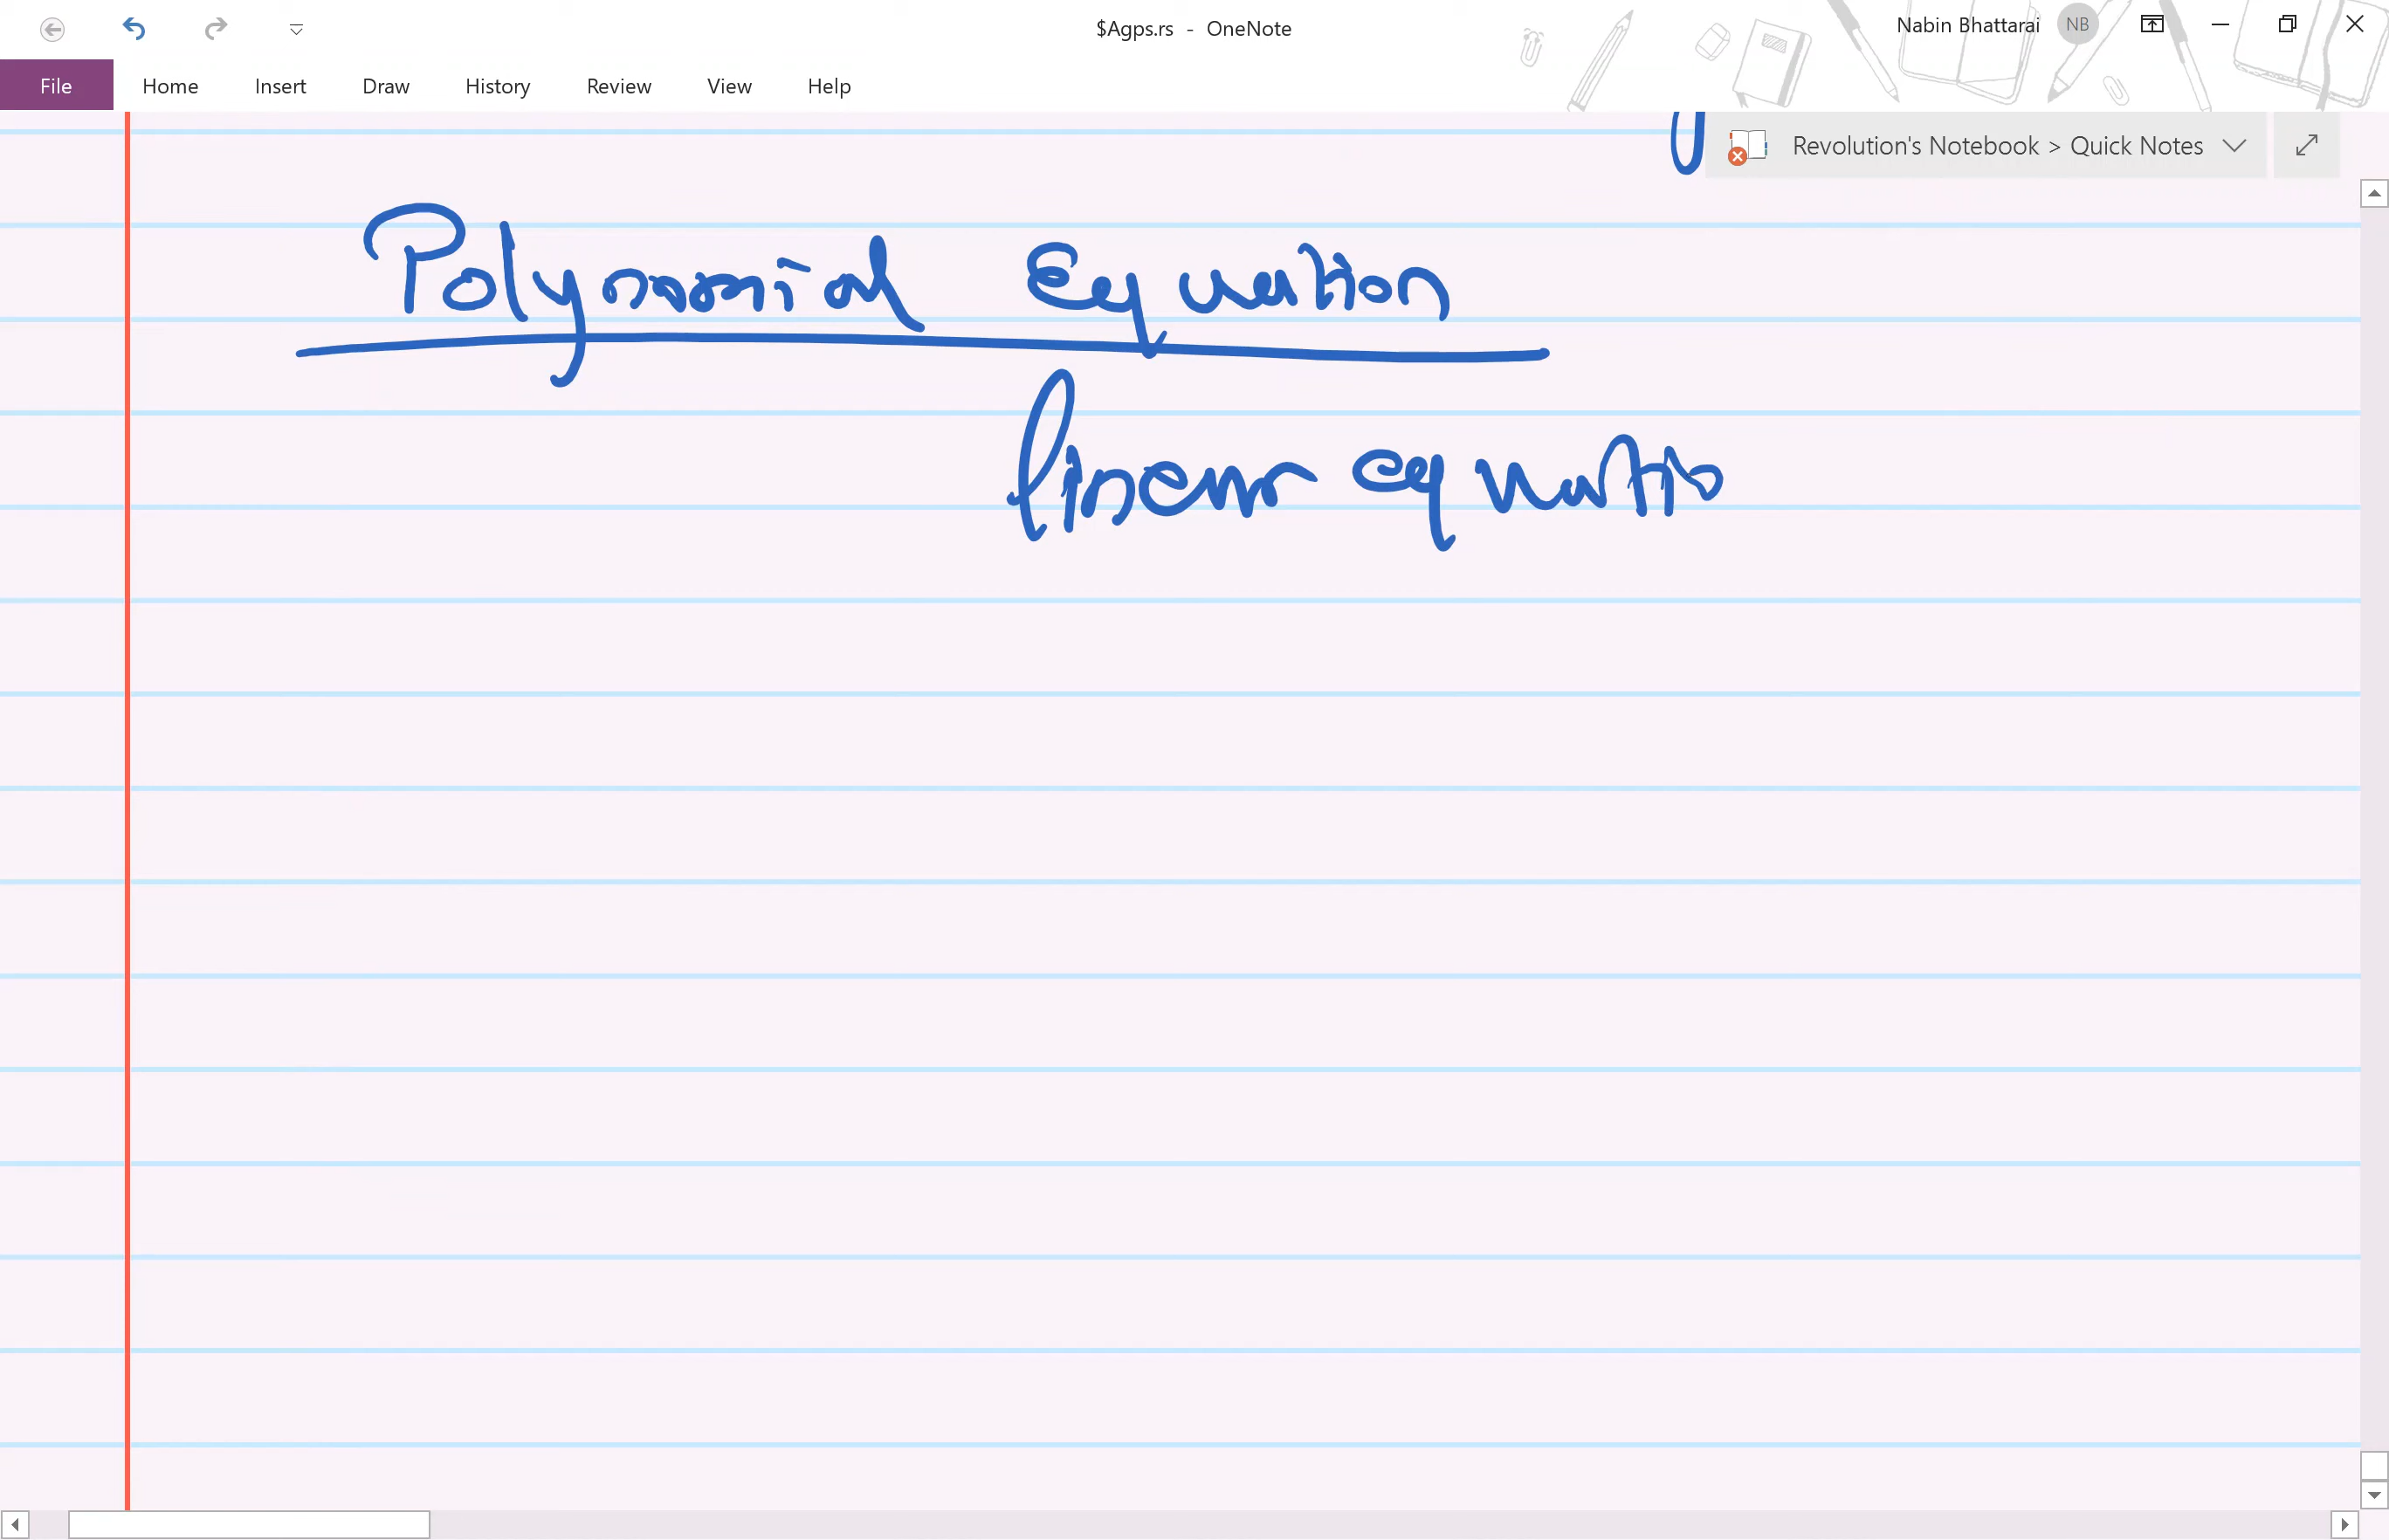 $Agps.rs - OneNote
Nabin Bhattarai NB
File Home Insert Draw History Review View Help
Revolution's Notebook > Quick Notes
Polynomial Equation
linear equatio